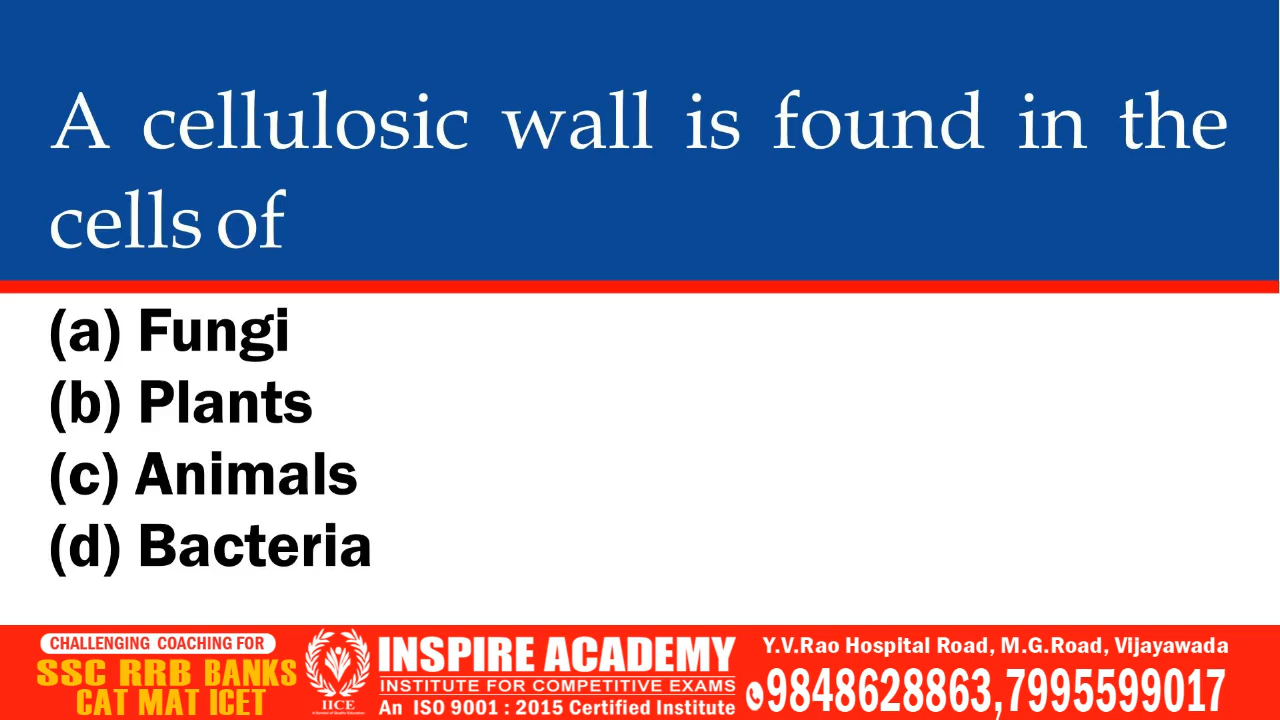 A cellulosic wall is found in the
cells of
(a) Fungi
(b) Plants
(c) Animals
(d) Bacteria
CHALLENGING COACHING FOR
SSC RRB BANKS
CAT MAT ICET
IICE
INSPIRE ACADEMY
INSTITUTE FOR COMPETITIVE EXAMS
An ISO 9001 : 2015 Certified Institute
Y.V.Rao Hospital Road, M.G.Road, Vijayawada
9848628863,7995599017